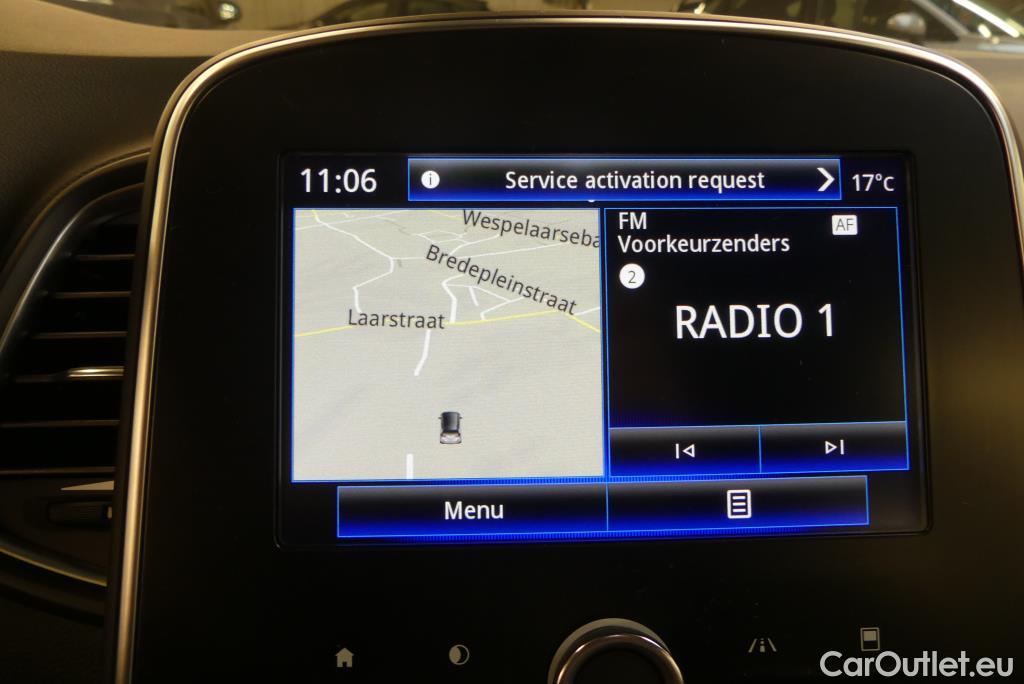 11:06
Service activation request
17°C
Wespelaarseba
Bredepleinstraat
Laarstraat
FM
AF
Voorkeurzenders
2
RADIO 1
Menu
CarOutlet.eu